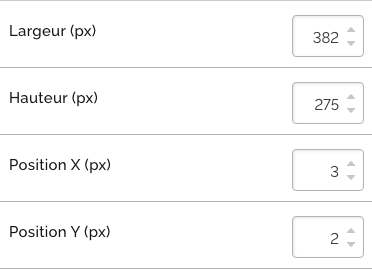 Largeur (px) 382
Hauteur (px) 275
Position X (px) 3
Position Y (px) 2